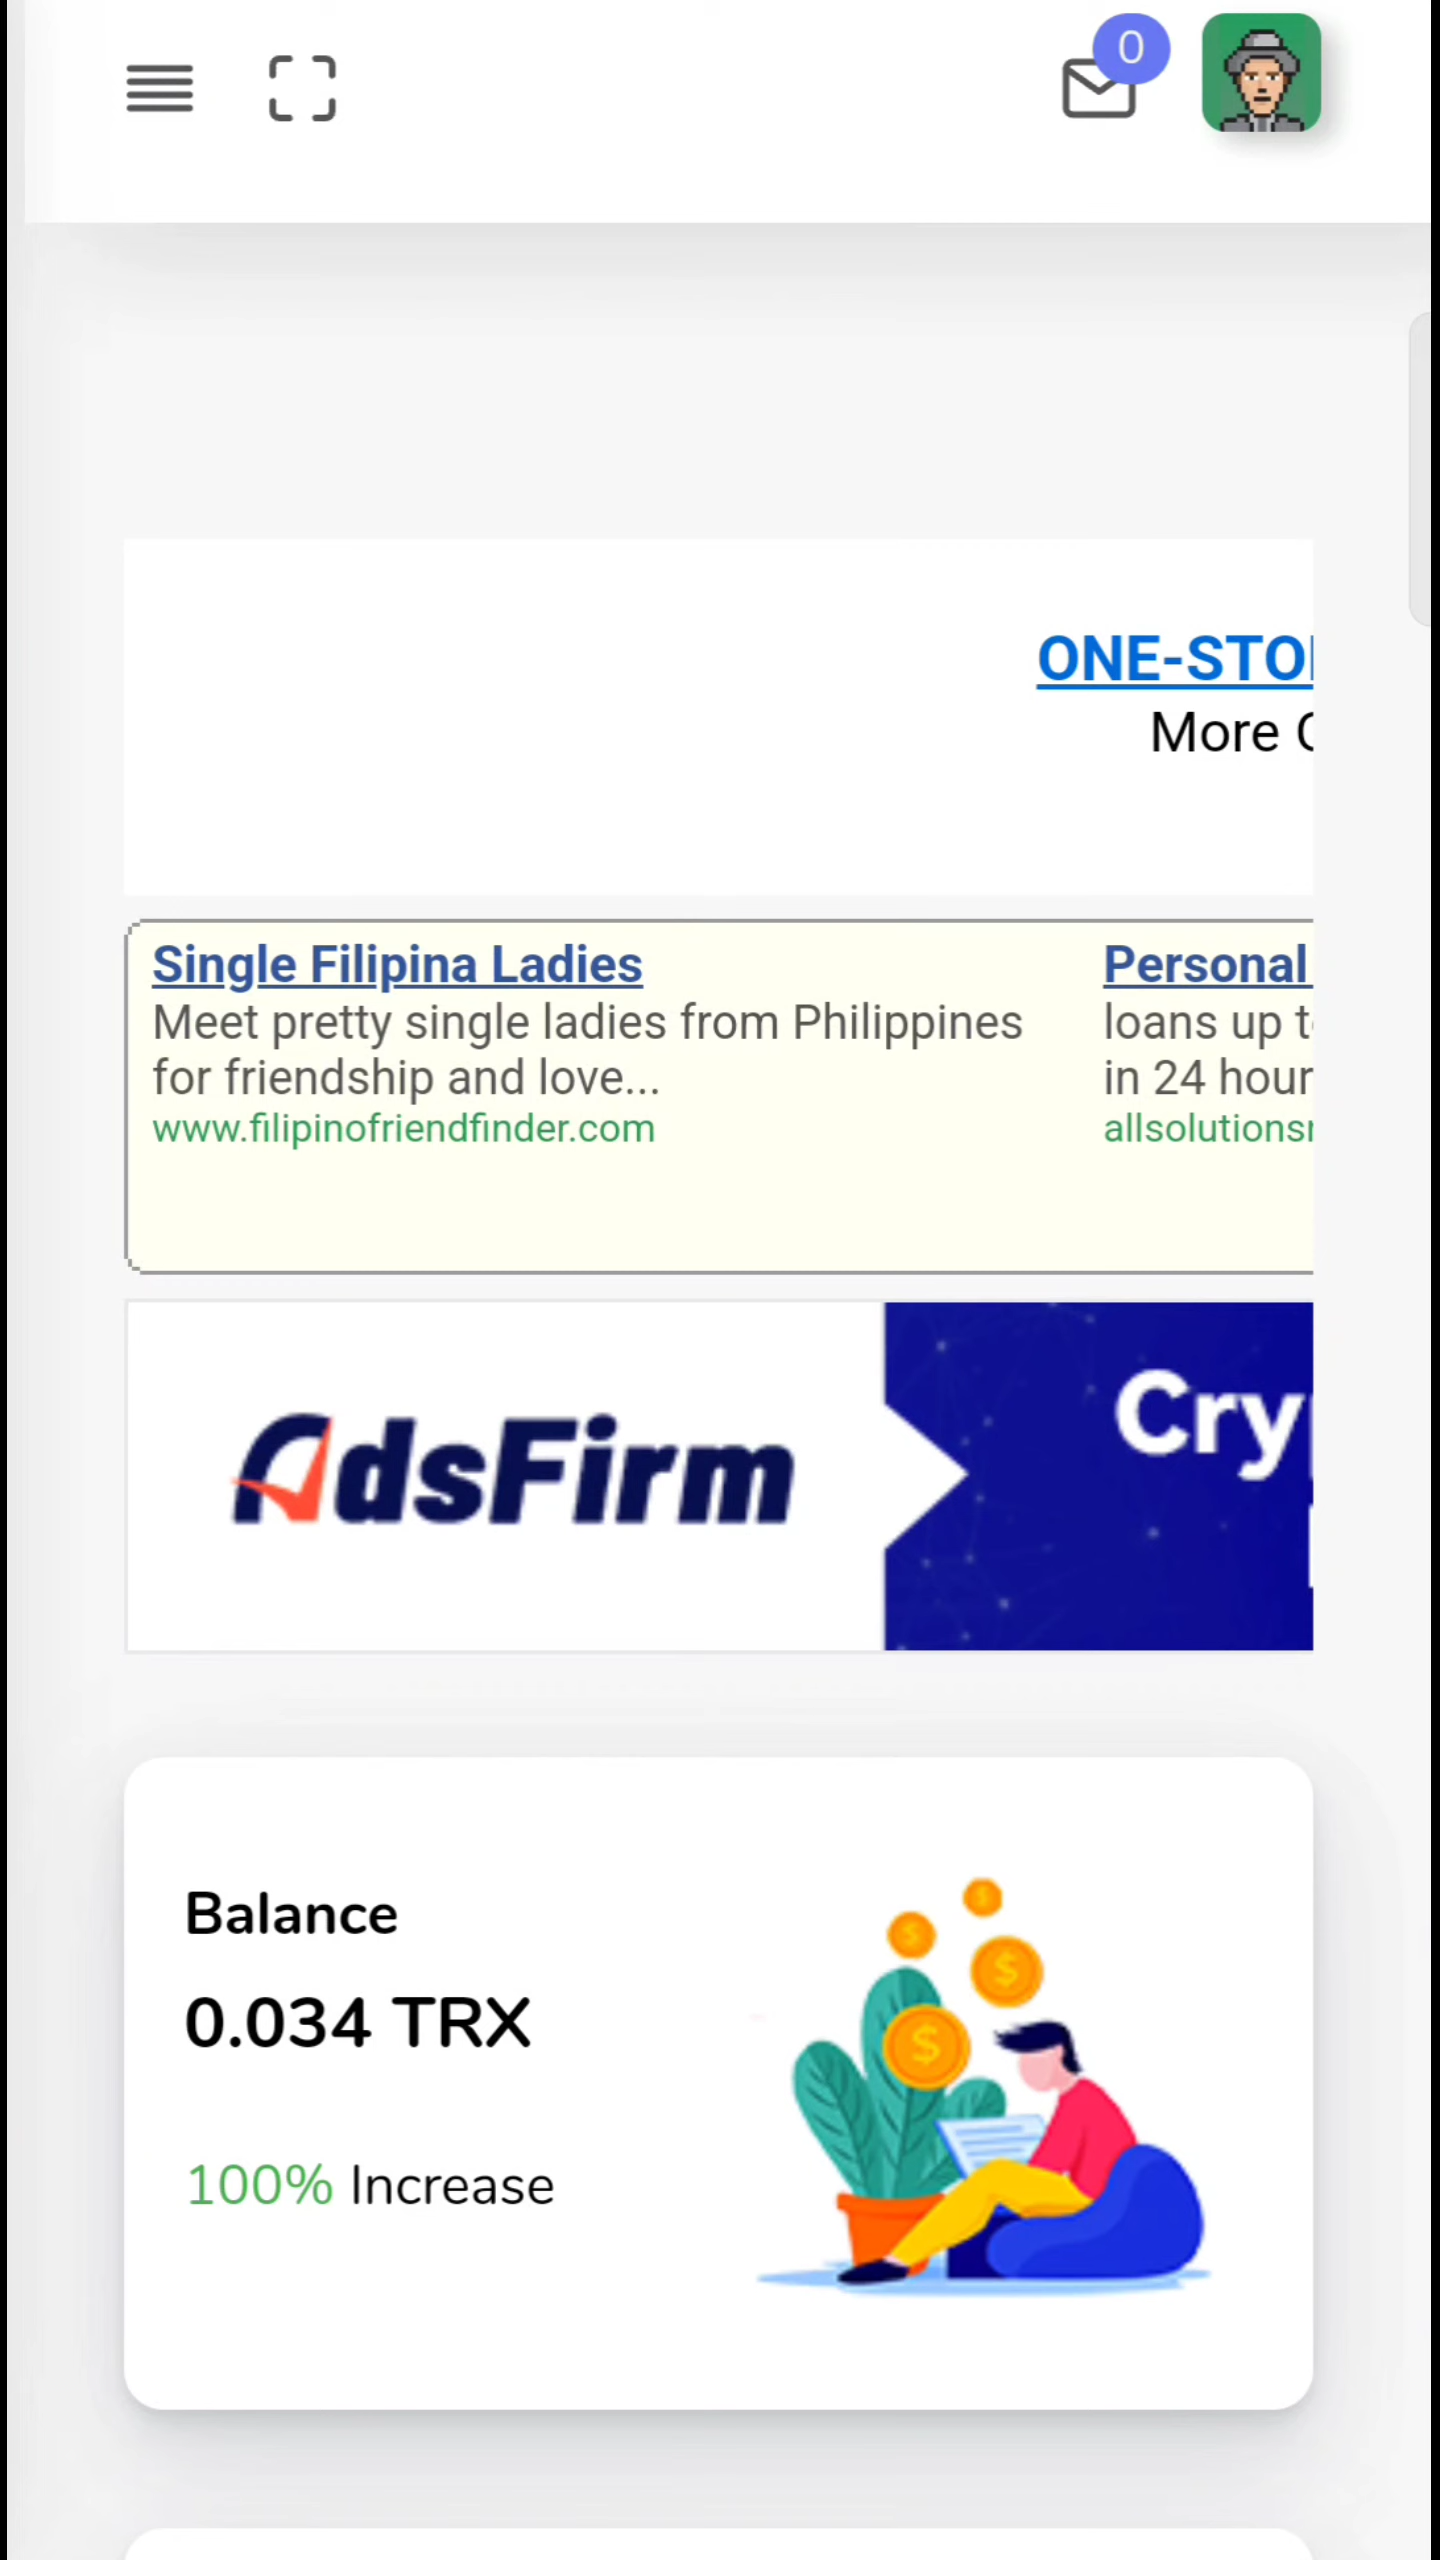 0
ONE-STO
More
Single Filipina Ladies
Meet pretty single ladies from Philippines
for friendship and love...
www.filipinofriendfinder.com
Personal
loans up
in 24 hour
allsolutions
AdsFirm
Cry
Balance
0.034 TRX
100% Increase